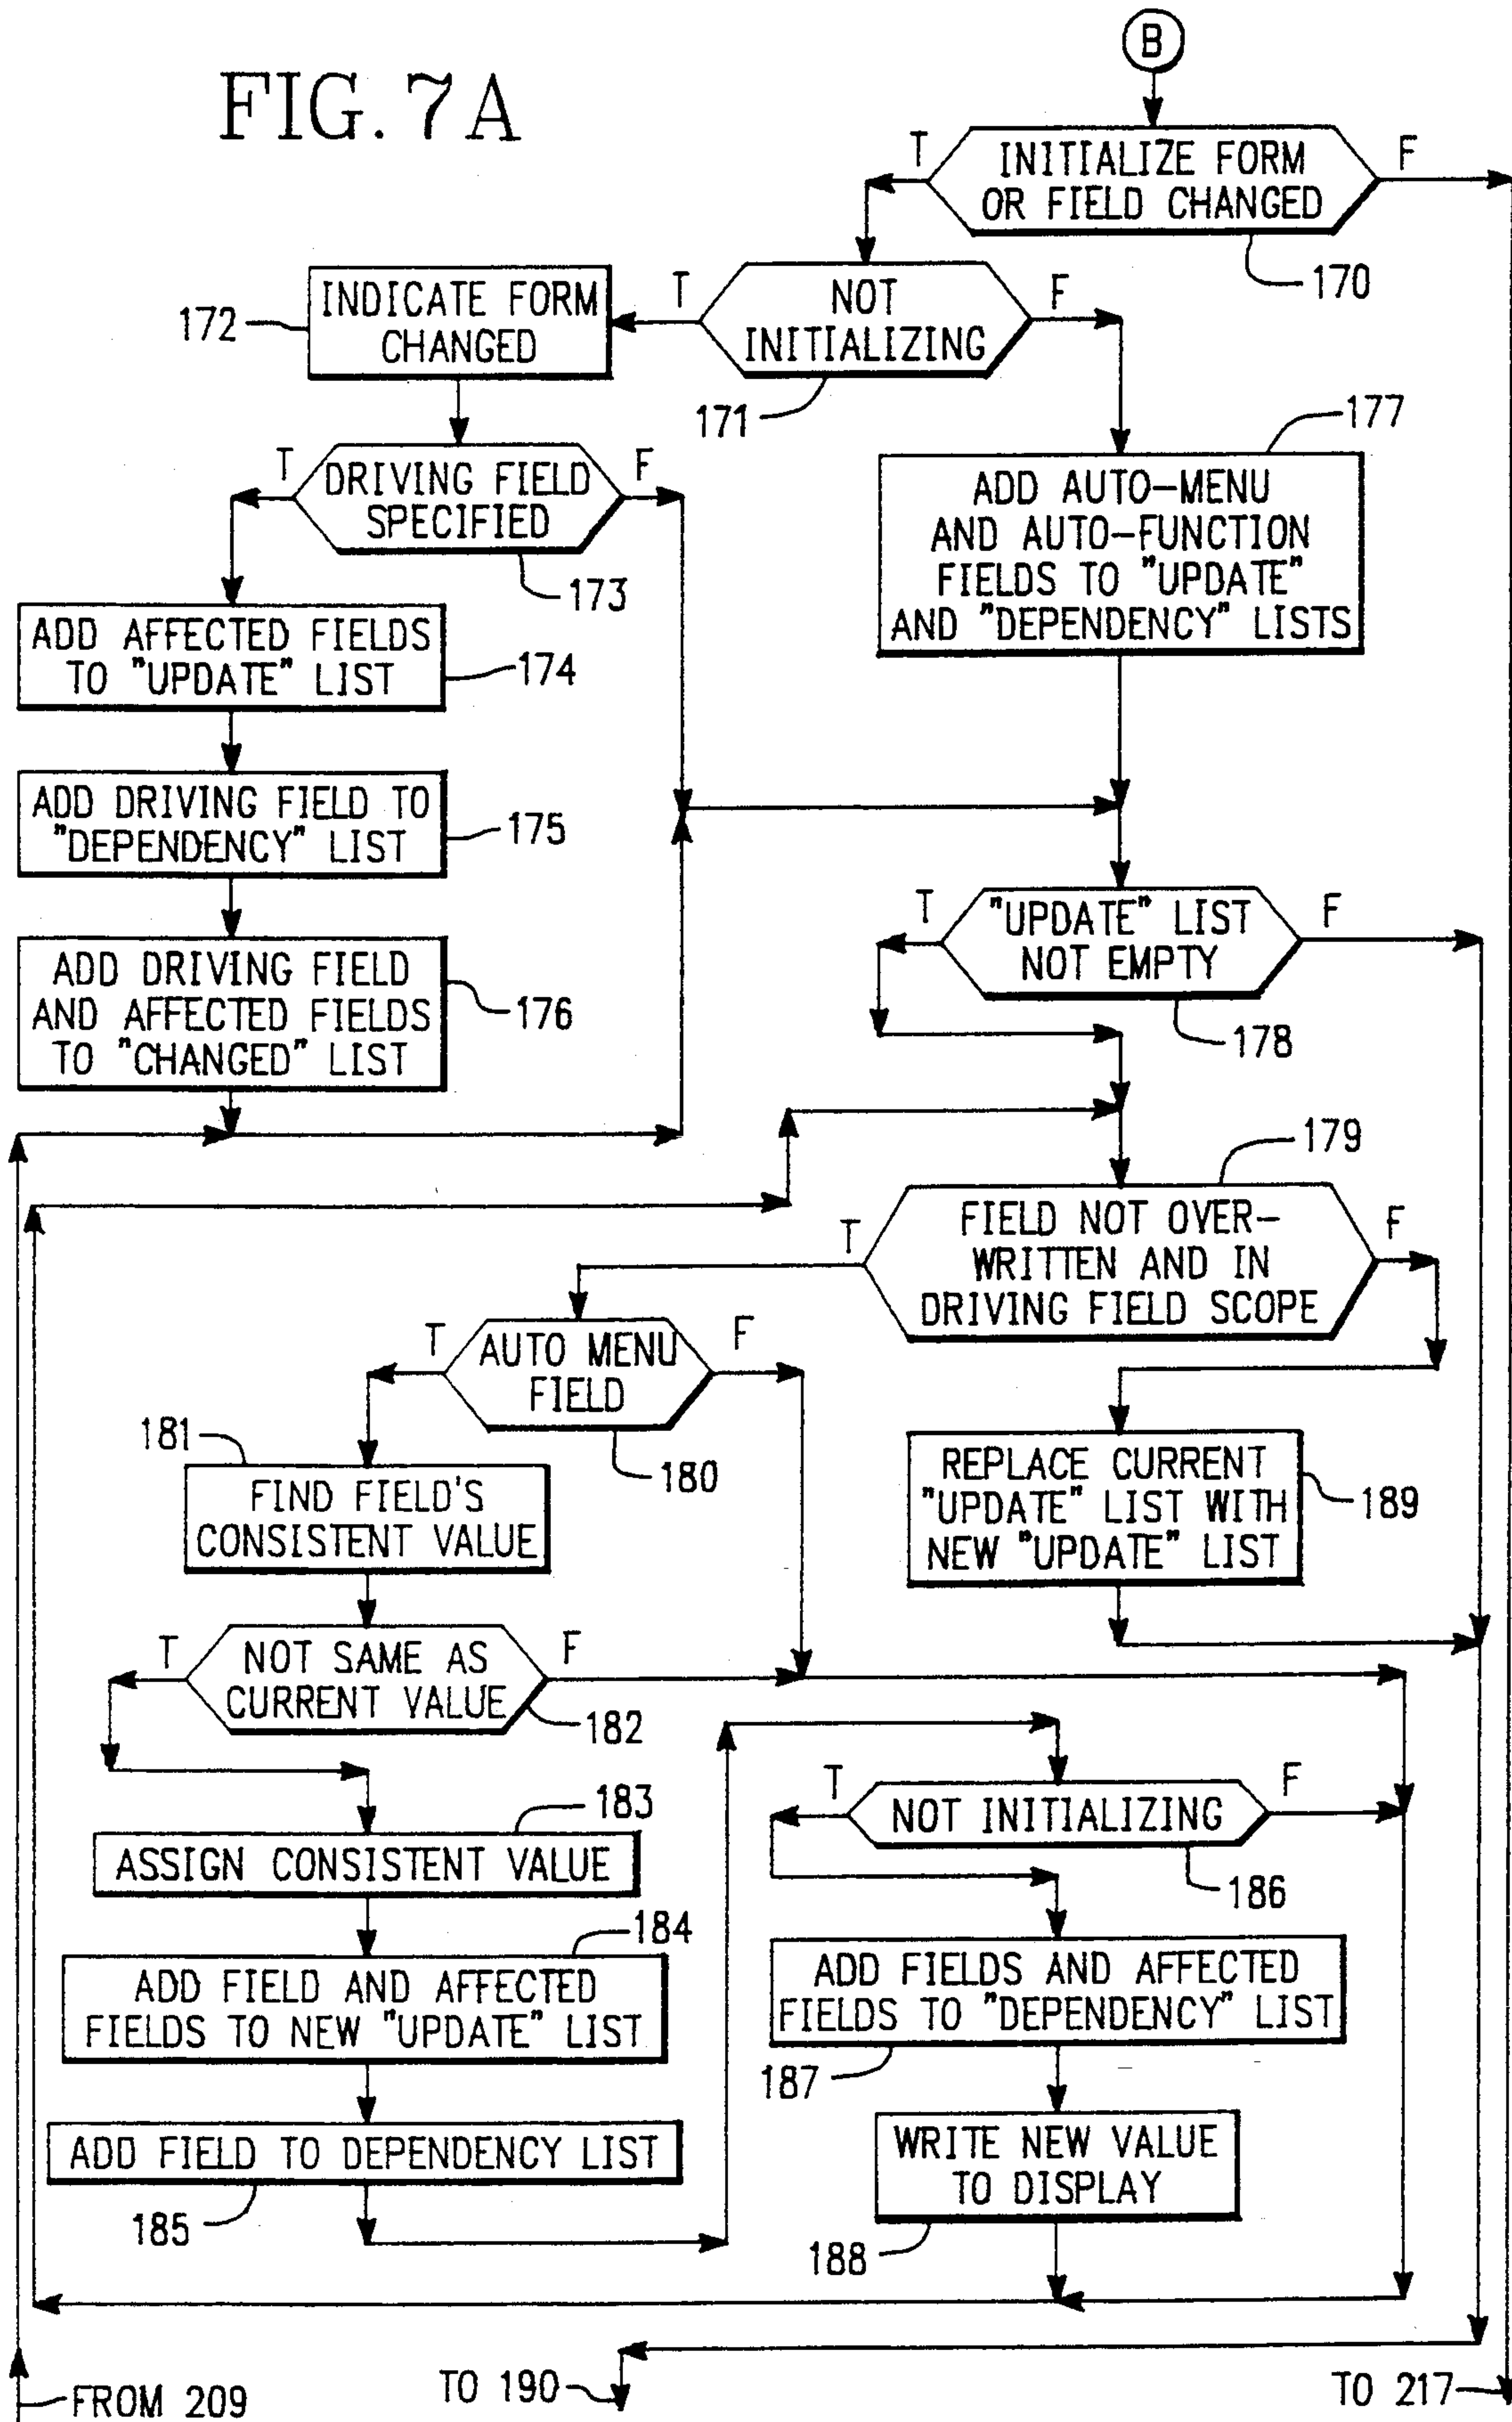 FIG. 7A
B
T
INITIALIZE FORM
OR FIELD CHANGED
F
170
172
INDICATE FORM
CHANGED
T
NOT
INITIALIZING
F
171
177
T
DRIVING FIELD
SPECIFIED
F
173
ADD AUTO-MENU
AND AUTO-FUNCTION
FIELDS TO "UPDATE"
AND "DEPENDENCY" LISTS
ADD AFFECTED FIELDS
TO "UPDATE" LIST
174
ADD DRIVING FIELD TO
"DEPENDENCY" LIST
175
T
"UPDATE" LIST
NOT EMPTY
F
178
ADD DRIVING FIELD
AND AFFECTED FIELDS
TO "CHANGED" LIST
176
179
T
FIELD NOT OVER-
WRITTEN AND IN
DRIVING FIELD SCOPE
F
T
AUTO MENU
FIELD
F
180
181
FIND FIELD'S
CONSISTENT VALUE
REPLACE CURRENT
"UPDATE" LIST WITH
NEW "UPDATE" LIST
189
T
NOT SAME AS
CURRENT VALUE
F
182
183
ASSIGN CONSISTENT VALUE
T
NOT INITIALIZING
F
186
184
ADD FIELD AND AFFECTED
FIELDS TO NEW "UPDATE" LIST
ADD FIELDS AND AFFECTED
FIELDS TO "DEPENDENCY" LIST
187
ADD FIELD TO DEPENDENCY LIST
185
WRITE NEW VALUE
TO DISPLAY
188
FROM 209
TO 190
TO 217